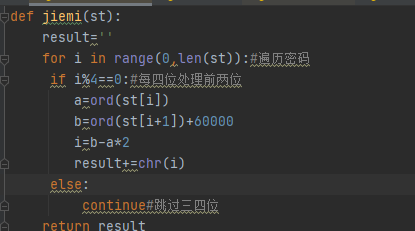 def jiemi(st):
    result=''
    for i in range(0,len(st)):#遍历密码
     if i%4==0:#每四位处理前两位
        a=ord(st[i])
        b=ord(st[i+1])+60000
        i=b-a*2
        result+=chr(i)
     else:
         continue#跳过三四位
    return result